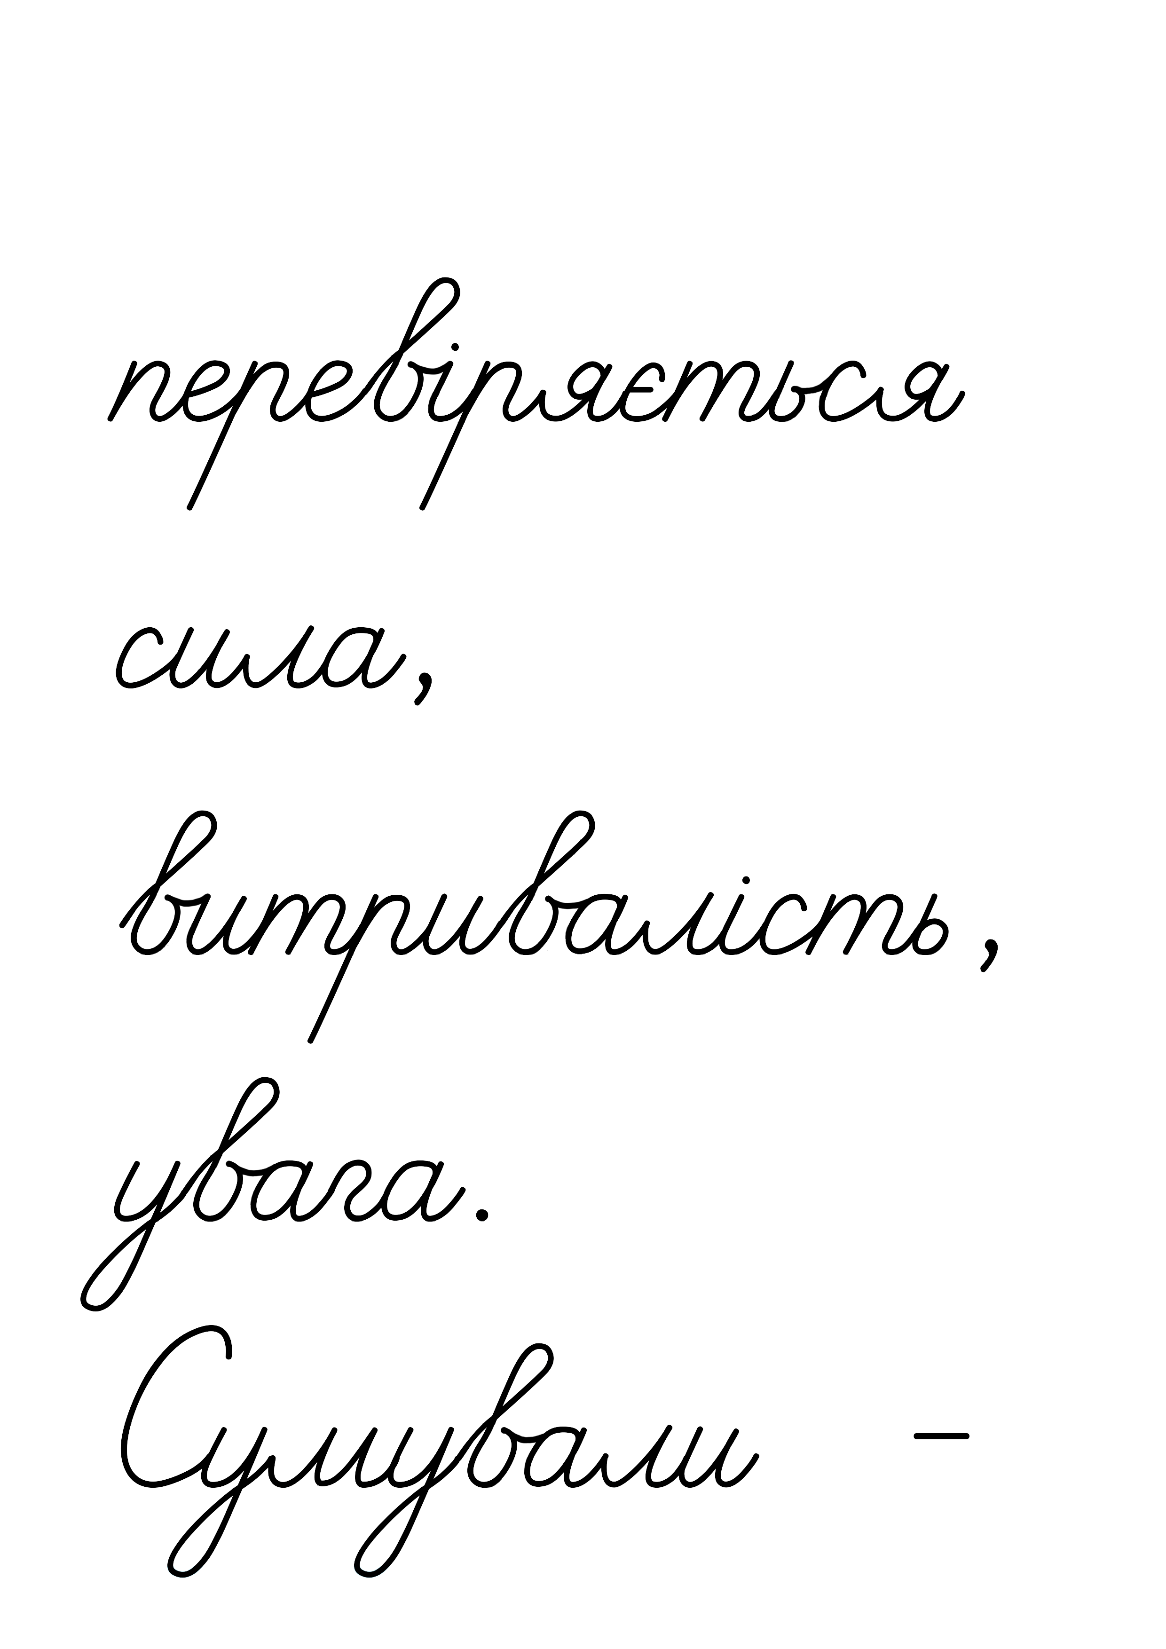 перевіряється
сила,
витривалість,
увага.
Сумували –